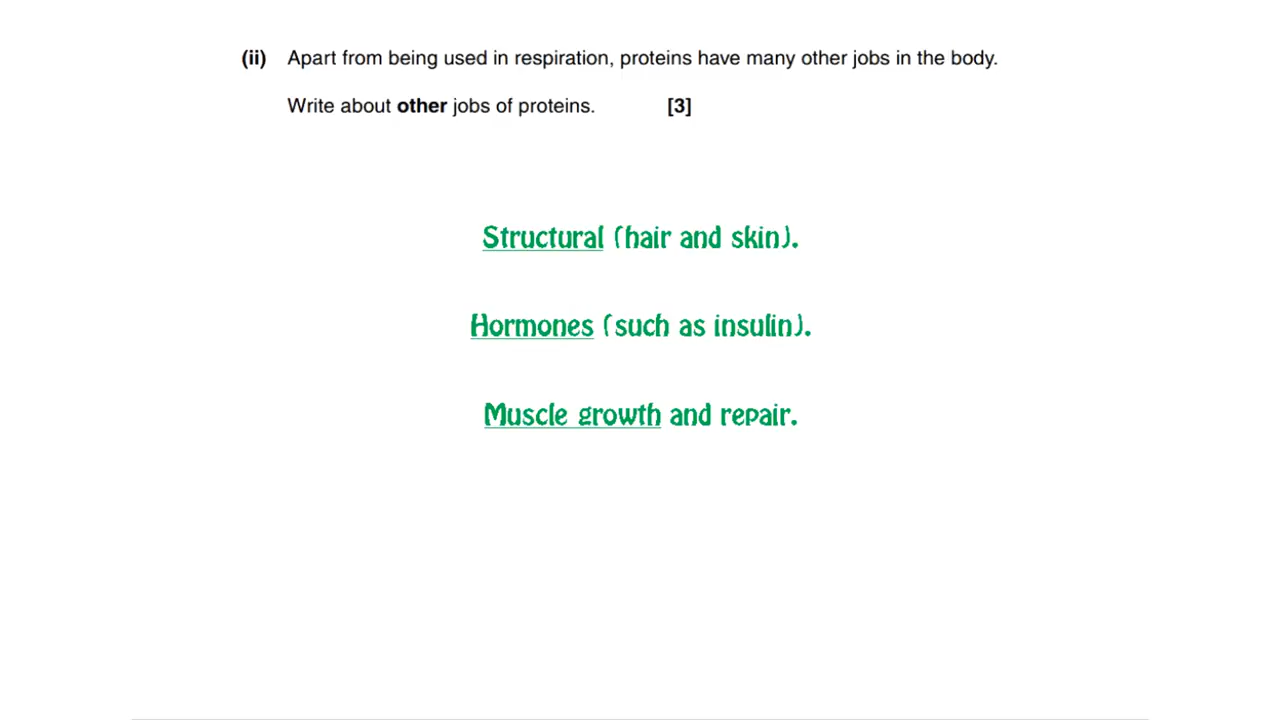 (ii) Apart from being used in respiration, proteins have many other jobs in the body.
Write about other jobs of proteins. [3]
Structural (hair and skin).
Hormones (such as insulin).
Muscle growth and repair.